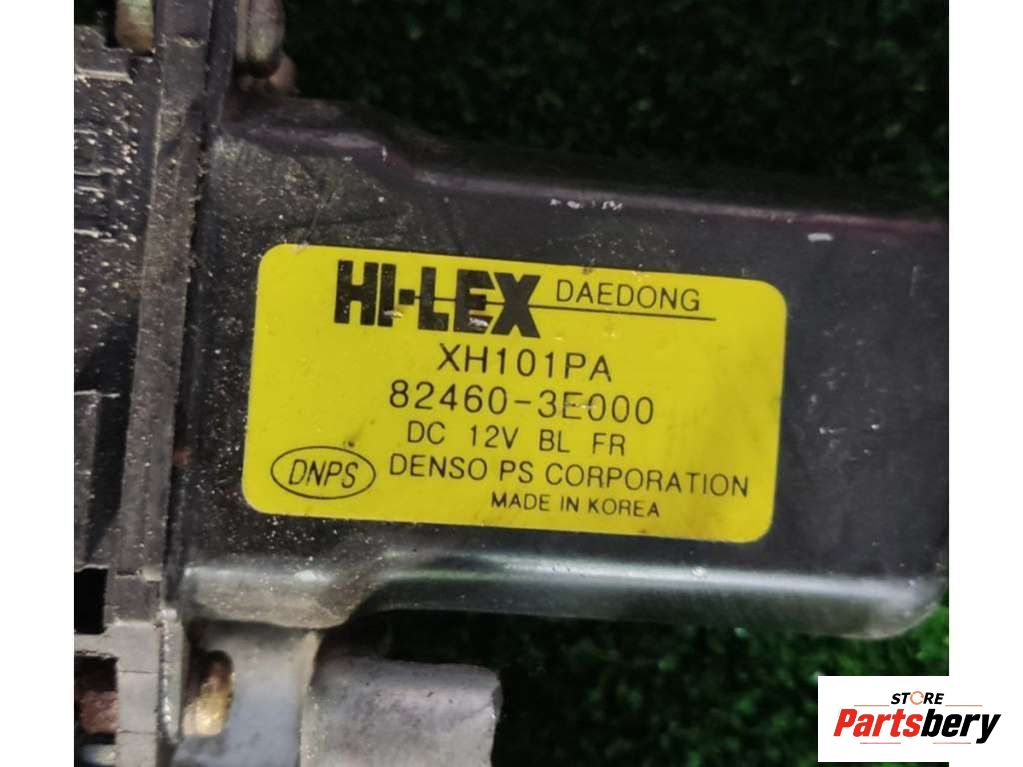 HI-LEX DAEDONG
XH101PA
82460-3E000
DC 12V BL FR
DNPS DENSO PS CORPORATION
MADE IN KOREA
STORE
Partsbery